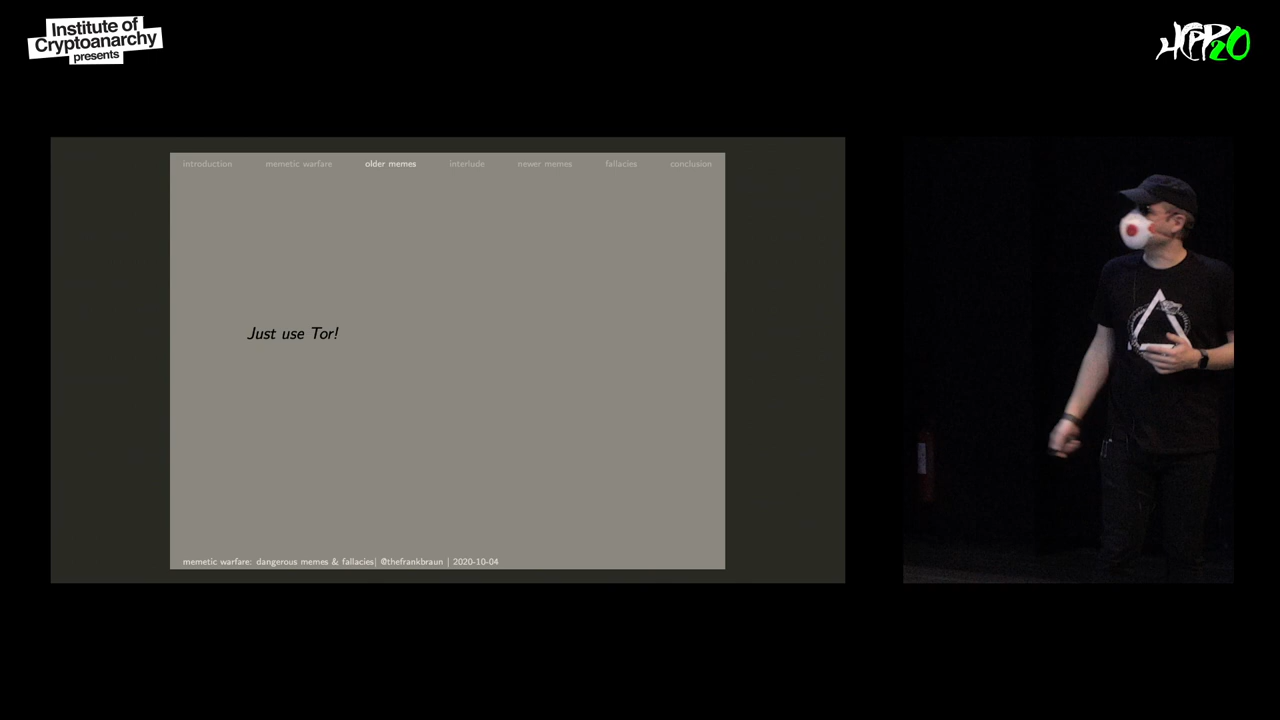 Institute of
Cryptoanarchy
presents
HCPP20
introduction memetic warfare older memes interlude newer memes fallacies conclusion
Just use Tor!
memetic warfare: dangerous memes & fallacies| @thefrankbraun | 2020-10-04